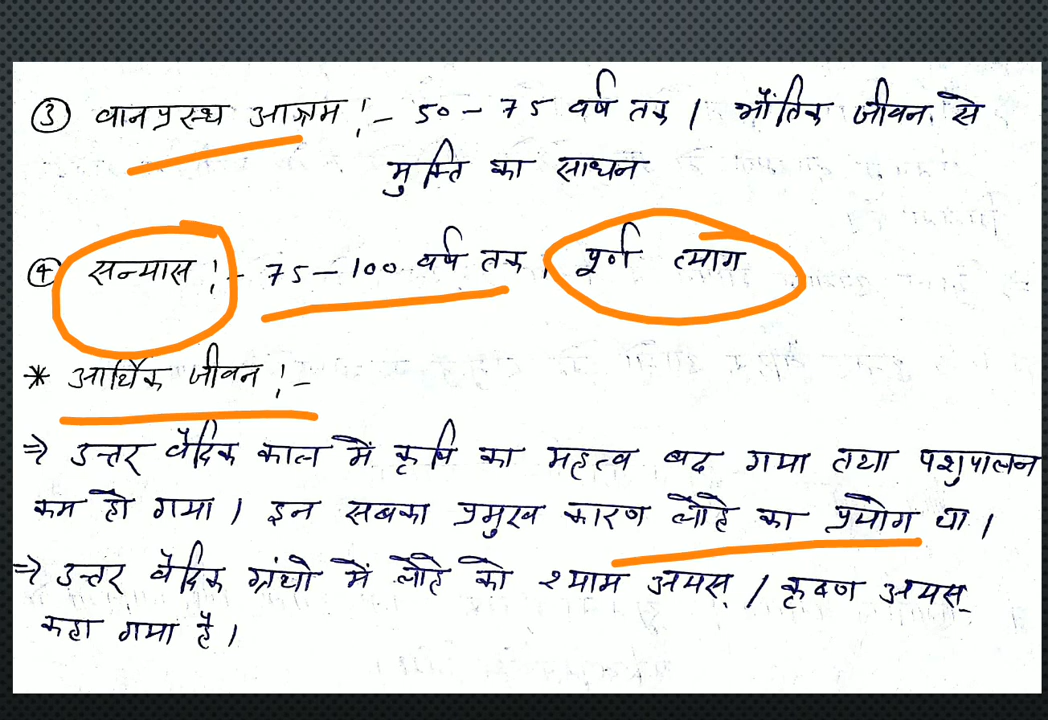 ③ वानप्रस्थ आश्रम :- 50-75 वर्ष तक । भौतिक जीवन से
मुक्ति का साधन
④ सन्यास :- 75-100 वर्ष तक, पूर्ण त्याग
* आर्थिक जीवन :-
⇒ उत्तर वैदिक काल में कृषि का महत्व बढ गया तथा पशुपालन
कम हो गया । इन सबका प्रमुख कारण लोहे का प्रयोग था ।
⇒ उत्तर वैदिक ग्रंथो में लोहे को श्याम अयस् / कृष्ण अयस्
कहा गया है ।